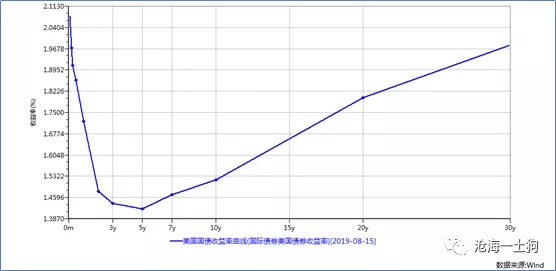 2.1130
2.0404
1.9678
1.8952
1.8226
1.7500
1.6774
1.6048
1.5322
1.4596
1.3870
收益率(%)
0m 3y 5y 7y 10y 15y 20y 30y
美国国债收益率曲线(国际债券美国债券收益率)[2019-08-15]
沧海一土狗
数据来源:Wind